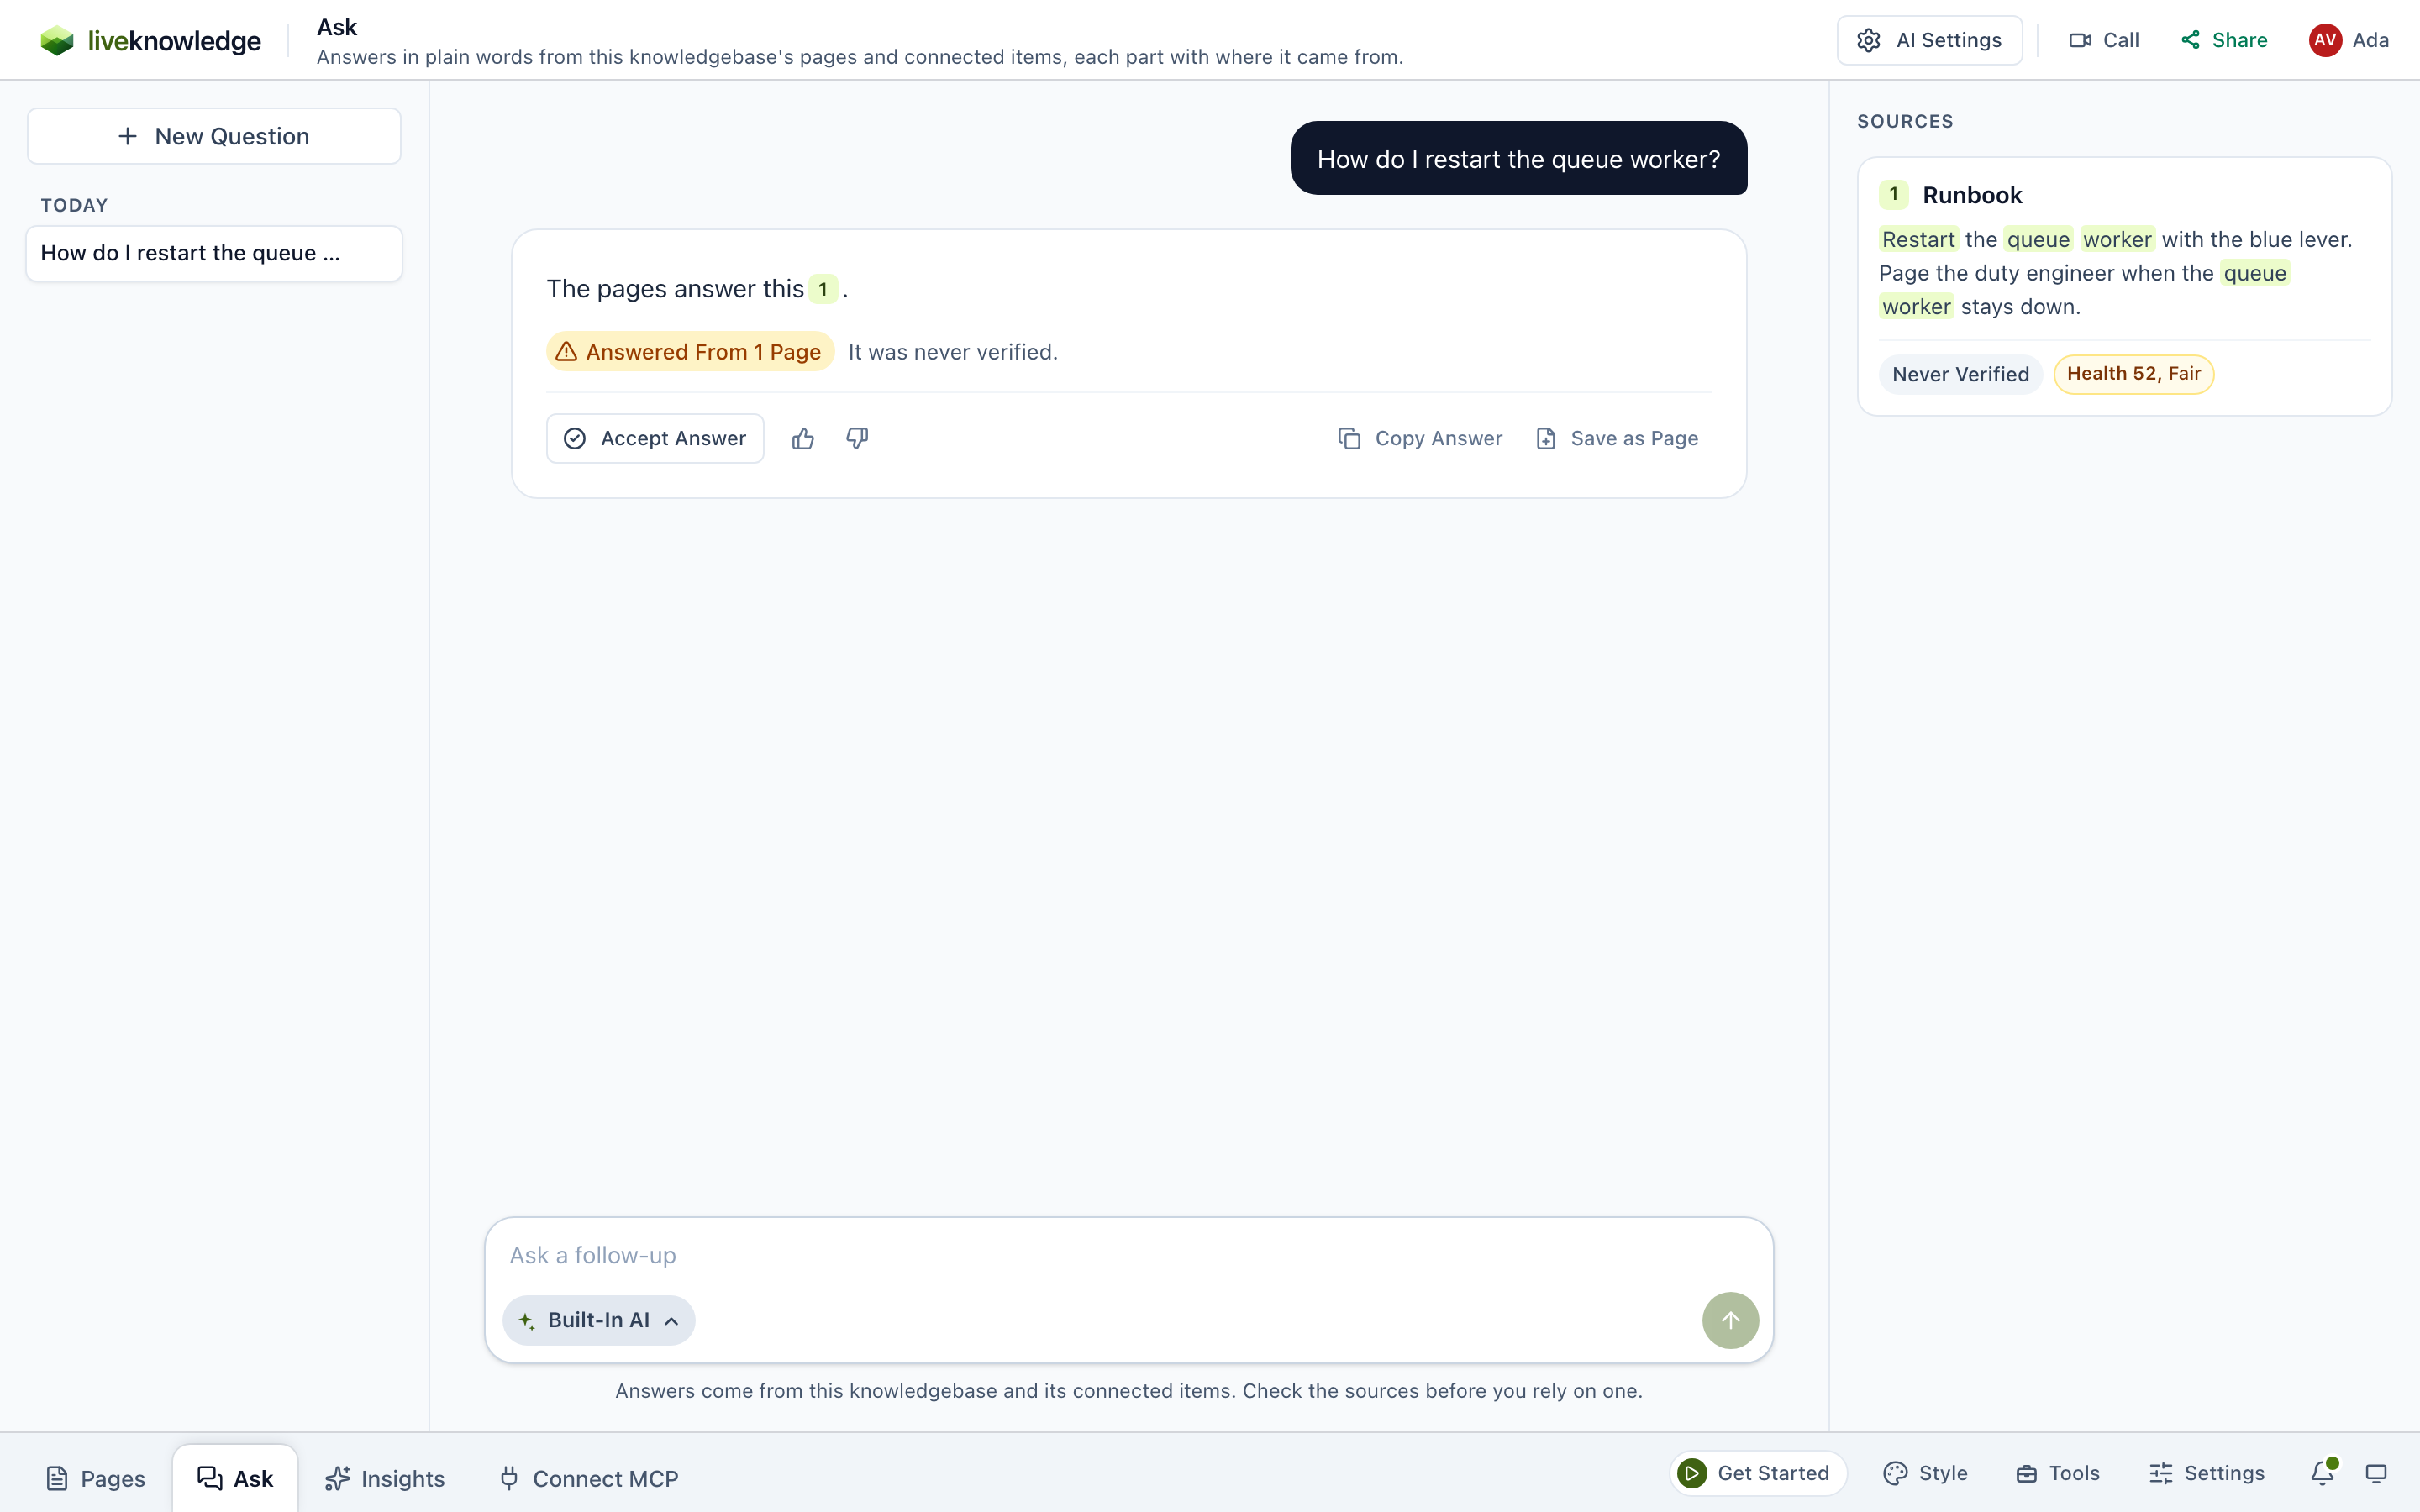 liveknowledge
Ask
Answers in plain words from this knowledgebase's pages and connected items, each part with where it came from.
AI Settings
Call
Share
AV
Ada
New Question
TODAY
How do I restart the queue ...
How do I restart the queue worker?
The pages answer this 1 .
Answered From 1 Page It was never verified.
Accept Answer
Copy Answer
Save as Page
SOURCES
1 Runbook
Restart the queue worker with the blue lever.
Page the duty engineer when the queue
worker stays down.
Never Verified
Health 52, Fair
Ask a follow-up
Built-In AI
Answers come from this knowledgebase and its connected items. Check the sources before you rely on one.
Pages
Ask
Insights
Connect MCP
Get Started
Style
Tools
Settings